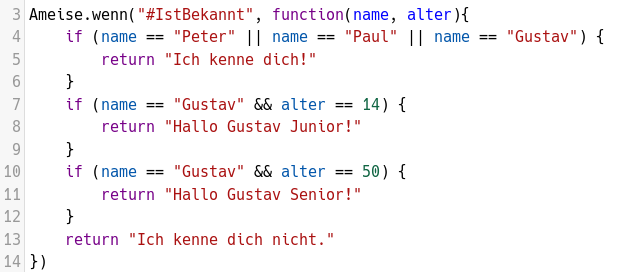 3 Ameise.wenn("#IstBekannt", function(name, alter){
4     if (name == "Peter" || name == "Paul" || name == "Gustav") {
5         return "Ich kenne dich!"
6     }
7     if (name == "Gustav" && alter == 14) {
8         return "Hallo Gustav Junior!"
9     }
10     if (name == "Gustav" && alter == 50) {
11         return "Hallo Gustav Senior!"
12     }
13     return "Ich kenne dich nicht."
14 })